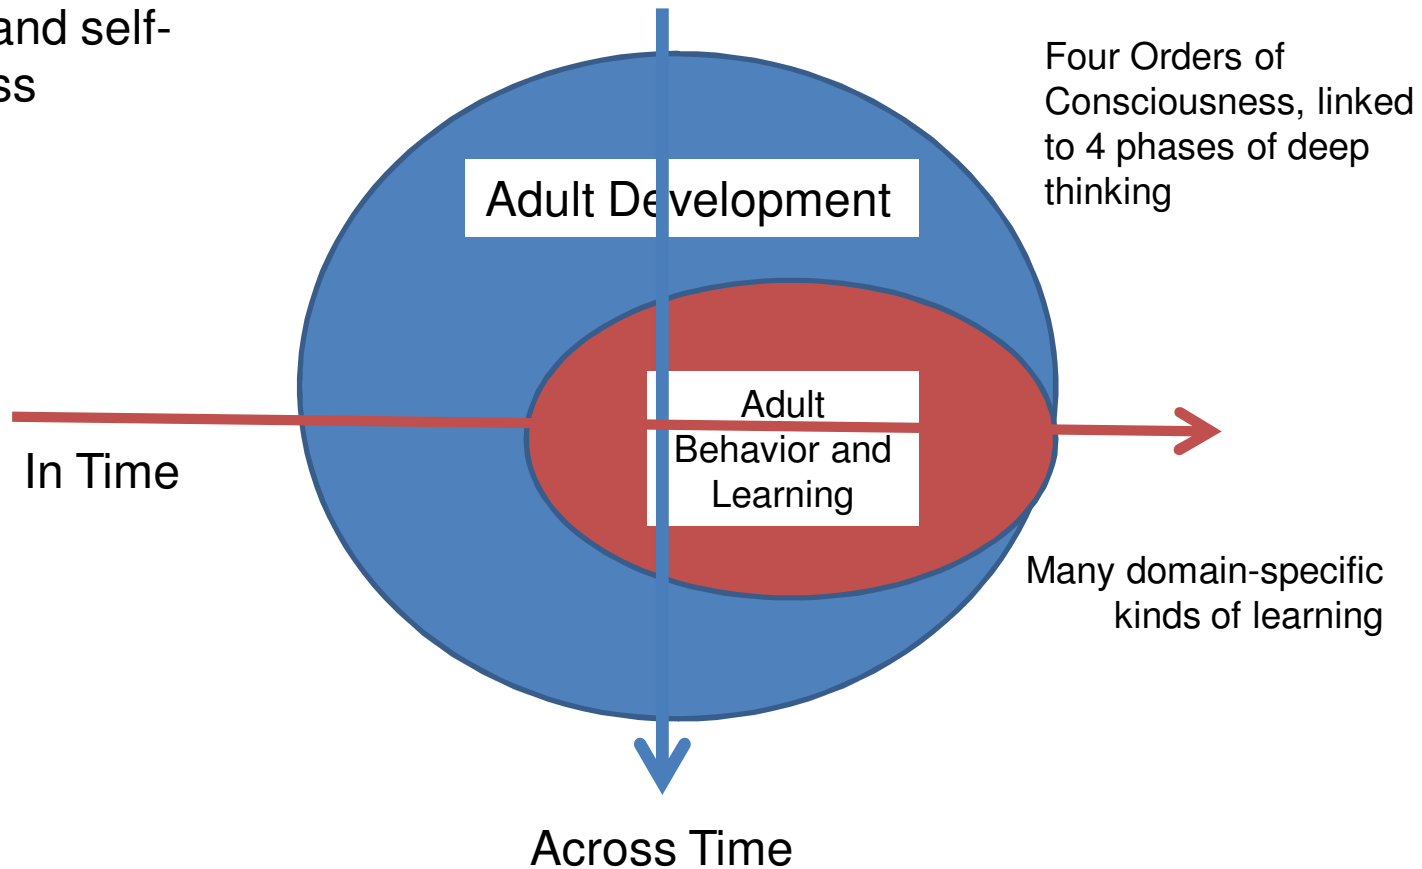 and self-
ss
Four Orders of
Consciousness, linked
to 4 phases of deep
thinking
Adult Development
Adult
Behavior and
Learning
In Time
Many domain-specific
kinds of learning
Across Time